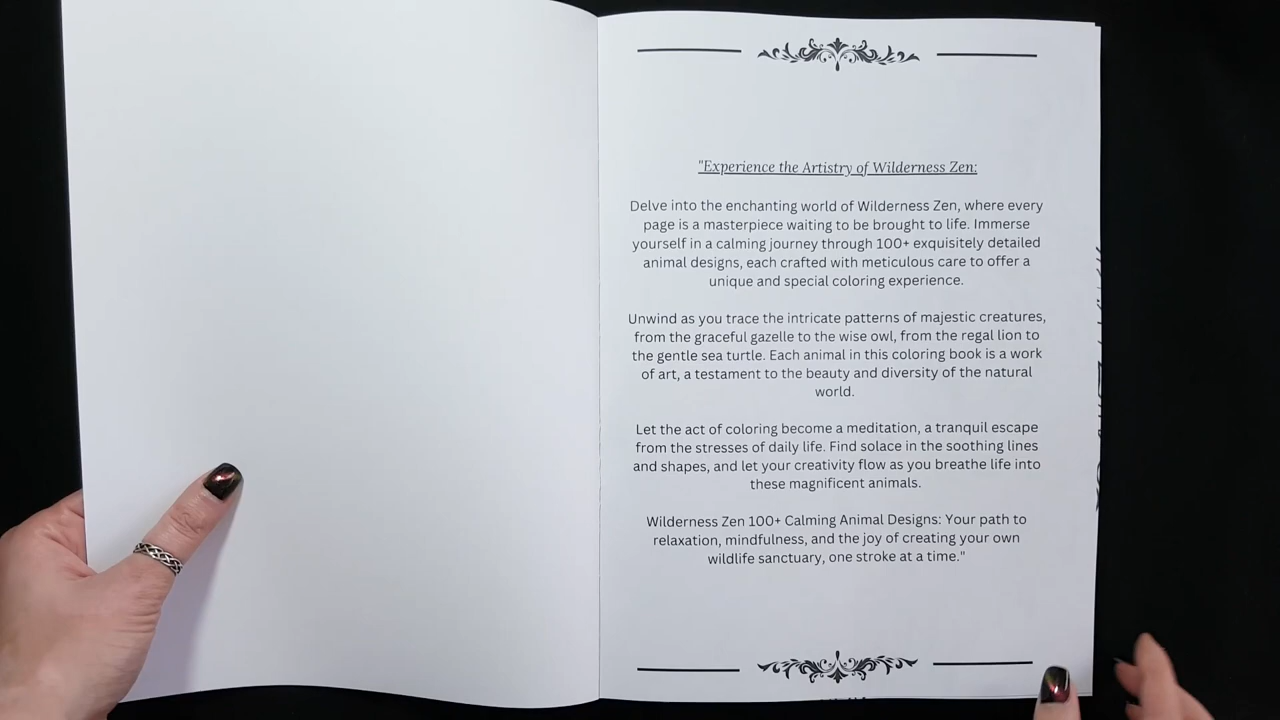 "Experience the Artistry of Wilderness Zen:
Delve into the enchanting world of Wilderness Zen, where every
page is a masterpiece waiting to be brought to life. Immerse
yourself in a calming journey through 100+ exquisitely detailed
animal designs, each crafted with meticulous care to offer a
unique and special coloring experience.
Unwind as you trace the intricate patterns of majestic creatures,
from the graceful gazelle to the wise owl, from the regal lion to
the gentle sea turtle. Each animal in this coloring book is a work
of art, a testament to the beauty and diversity of the natural
world.
Let the act of coloring become a meditation, a tranquil escape
from the stresses of daily life. Find solace in the soothing lines
and shapes, and let your creativity flow as you breathe life into
these magnificent animals.
Wilderness Zen 100+ Calming Animal Designs: Your path to
relaxation, mindfulness, and the joy of creating your own
wildlife sanctuary, one stroke at a time."